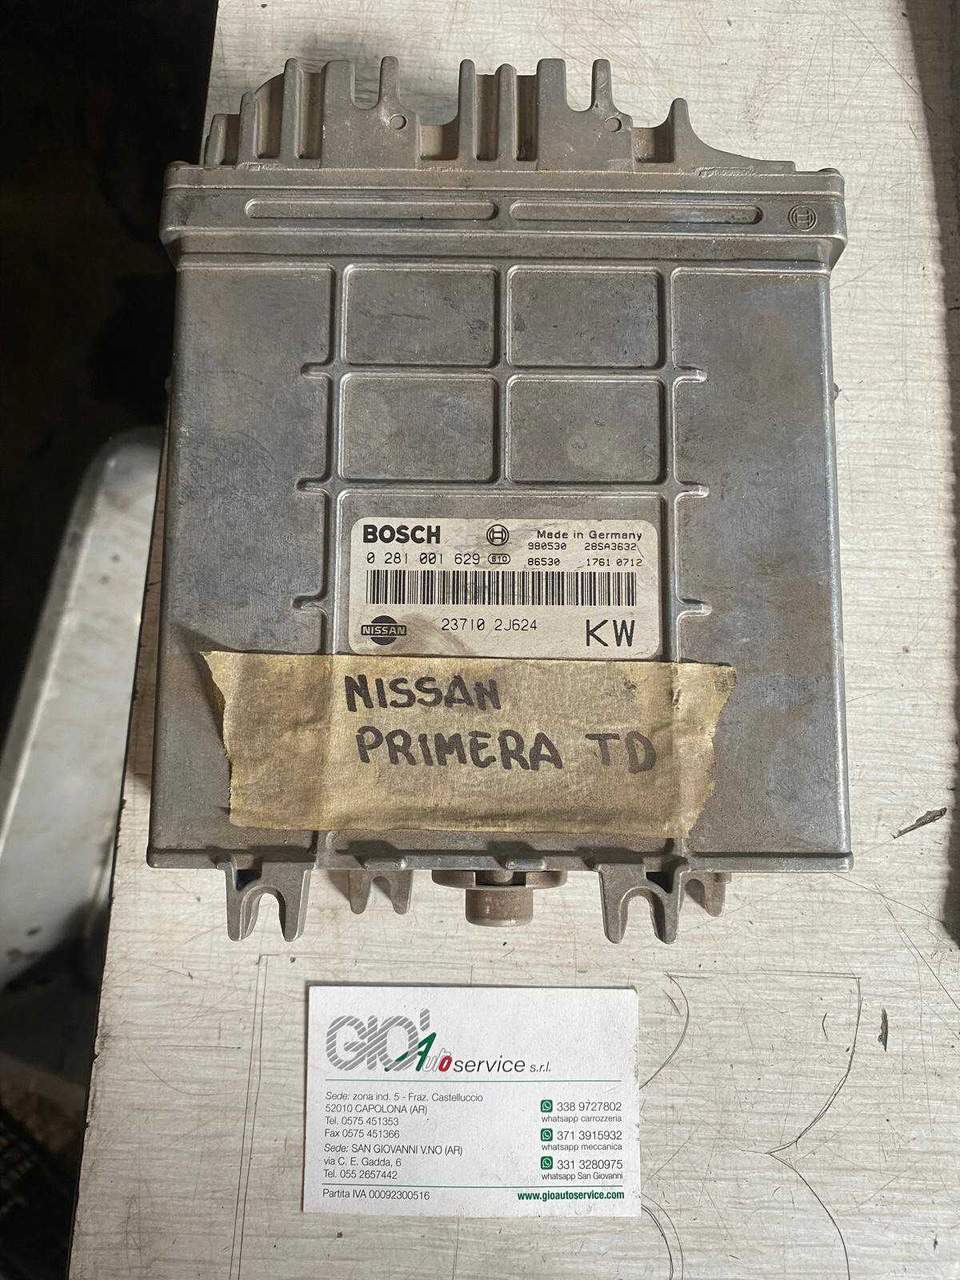 BOSCH
Made in Germany
980530 28SA3632
0 281 001 629 610 86530 1761 0712
NISSAN 23710 2J624 KW
NISSAN
PRIMERA TD
GIO' Auto service s.r.l.
Sede: zona ind. 5 - Fraz. Castelluccio
52010 CAPOLONA (AR)
Tel. 0575 451353
Fax 0575 451366
Sede: SAN GIOVANNI V.NO (AR)
via C. E. Gadda, 6
Tel. 055 2657442
Partita IVA 00092300516
338 9727802
whatsapp carrozzeria
371 3915932
whatsapp meccanica
331 3280975
whatsapp San Giovanni
www.gioautoservice.com